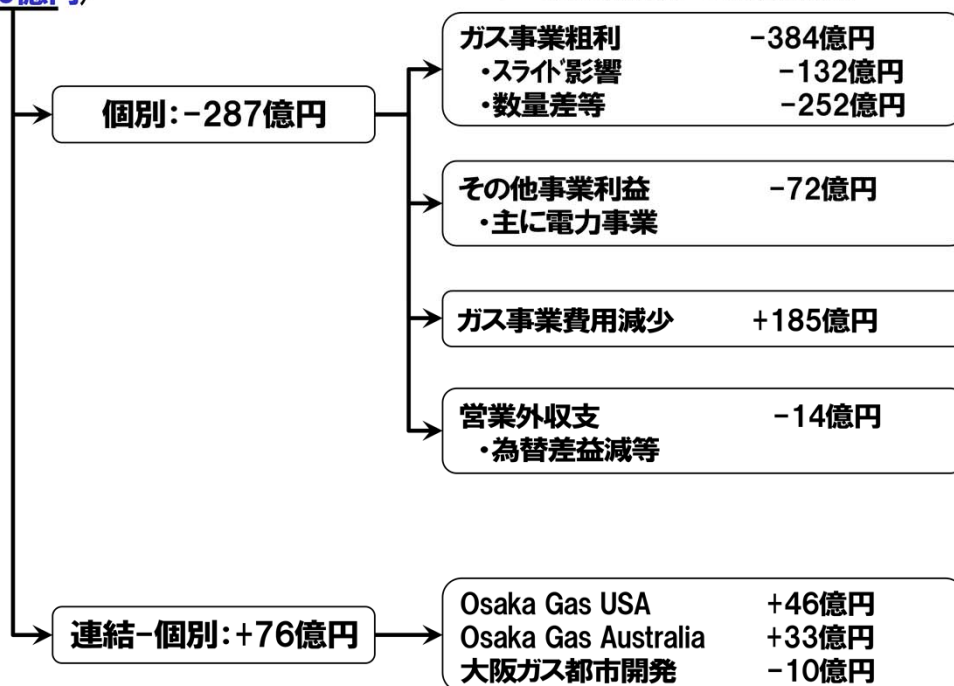 億円)
個別:-287億円
ガス事業粗利 -384億円
・スライド影響 -132億円
・数量差等 -252億円
その他事業利益 -72億円
・主に電力事業
ガス事業費用減少 +185億円
営業外収支 -14億円
・為替差益減等
連結-個別:+76億円
Osaka Gas USA +46億円
Osaka Gas Australia +33億円
大阪ガス都市開発 -10億円